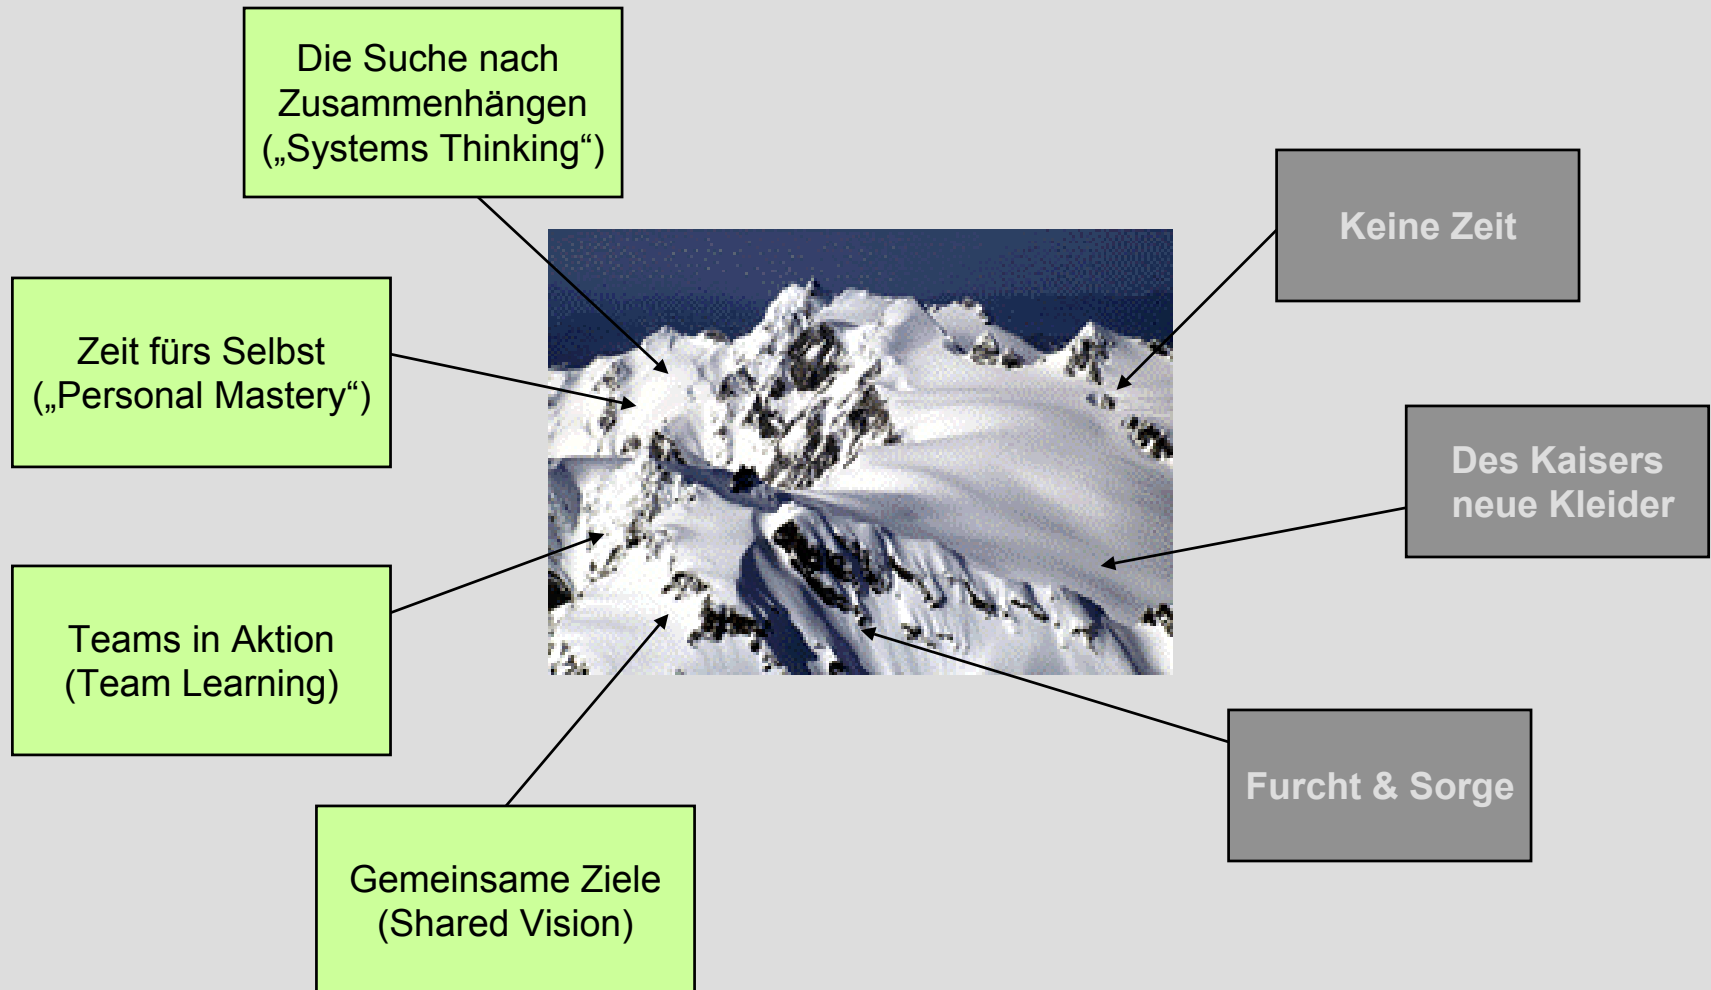 Die Suche nach
Zusammenhängen
(„Systems Thinking“)
Zeit fürs Selbst
(„Personal Mastery“)
Teams in Aktion
(Team Learning)
Gemeinsame Ziele
(Shared Vision)
Keine Zeit
Des Kaisers
neue Kleider
Furcht & Sorge